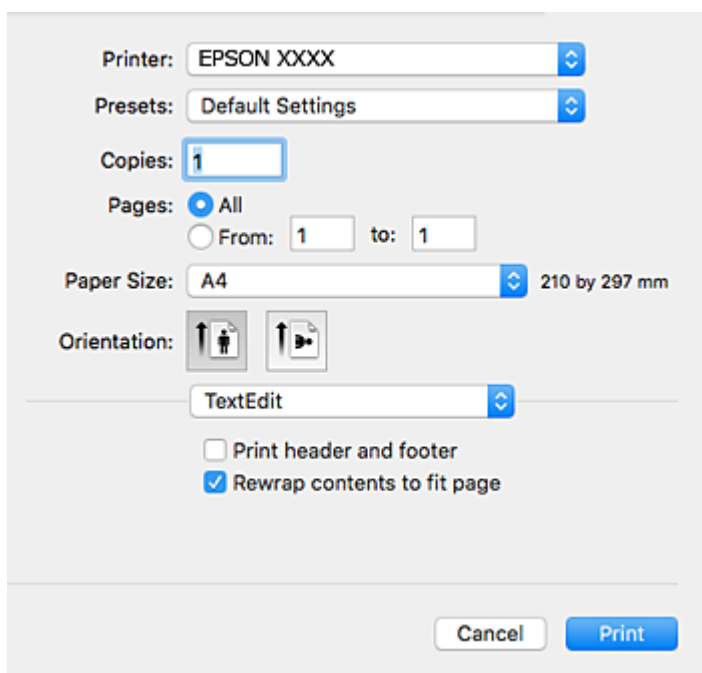 Printer: EPSON XXXX
Presets: Default Settings
Copies: 1
Pages: All
From: 1 to: 1
Paper Size: A4 210 by 297 mm
Orientation:
TextEdit
Print header and footer
Rewrap contents to fit page
Cancel Print